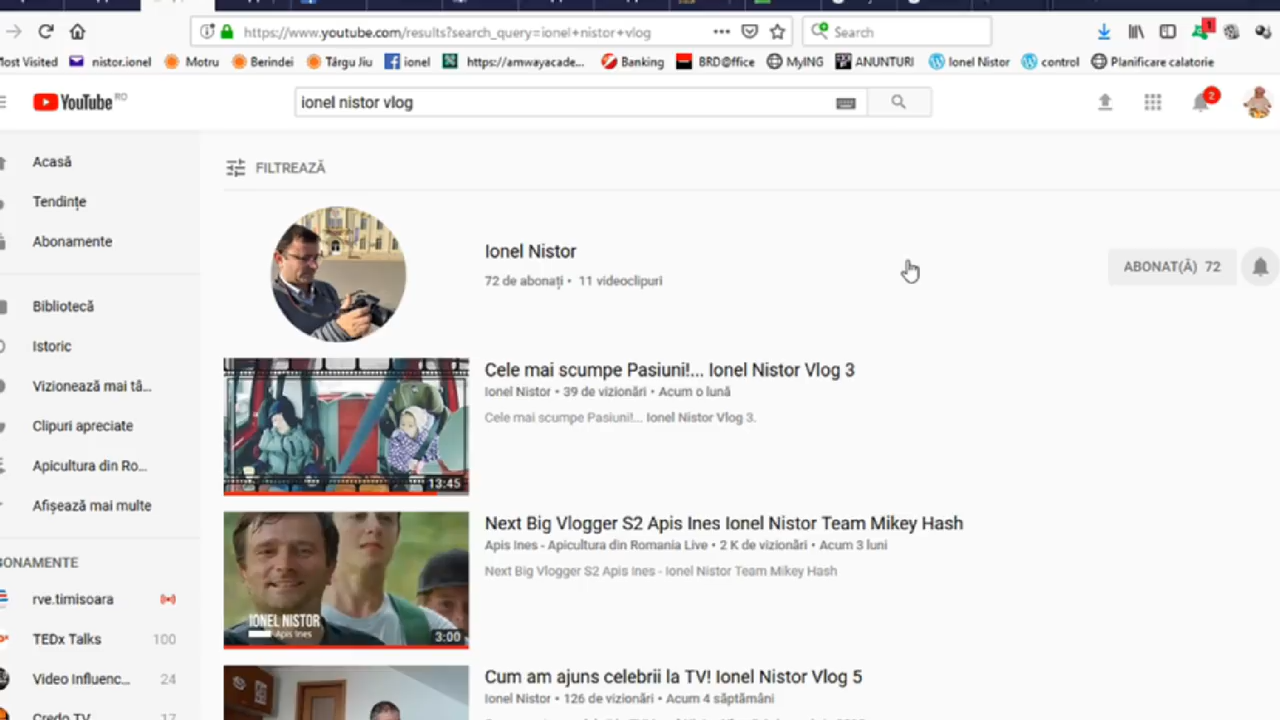 https://www.youtube.com/results?search_query=ionel+nistor+vlog
Search
1
Most Visited
nistor.ionel
Motru
Berindei
Târgu Jiu
ionel
https://amwayacade...
Banking
BRD@ffice
MyING
ANUNTURI
Ionel Nistor
control
Planificare calatorie
YouTube RO
ionel nistor vlog
2
Acasă
Tendințe
Abonamente
Bibliotecă
Istoric
Vizionează mai tâ...
Clipuri apreciate
Apicultura din Ro...
Afișează mai multe
ONAMENTE
rve.timisoara
TEDx Talks 100
Video Influenc... 24
Credo TV 17
FILTREAZĂ
Ionel Nistor
72 de abonați • 11 videoclipuri
ABONAT(Ă) 72
Cele mai scumpe Pasiuni!... Ionel Nistor Vlog 3
Ionel Nistor • 39 de vizionări • Acum o lună
Cele mai scumpe Pasiuni!... Ionel Nistor Vlog 3.
13:45
Next Big Vlogger S2 Apis Ines Ionel Nistor Team Mikey Hash
Apis Ines - Apicultura din Romania Live • 2 K de vizionări • Acum 3 luni
Next Big Vlogger S2 Apis Ines - Ionel Nistor Team Mikey Hash
IONEL NISTOR
Apis Ines
3:00
Cum am ajuns celebrii la TV! Ionel Nistor Vlog 5
Ionel Nistor • 126 de vizionări • Acum 4 săptămâni